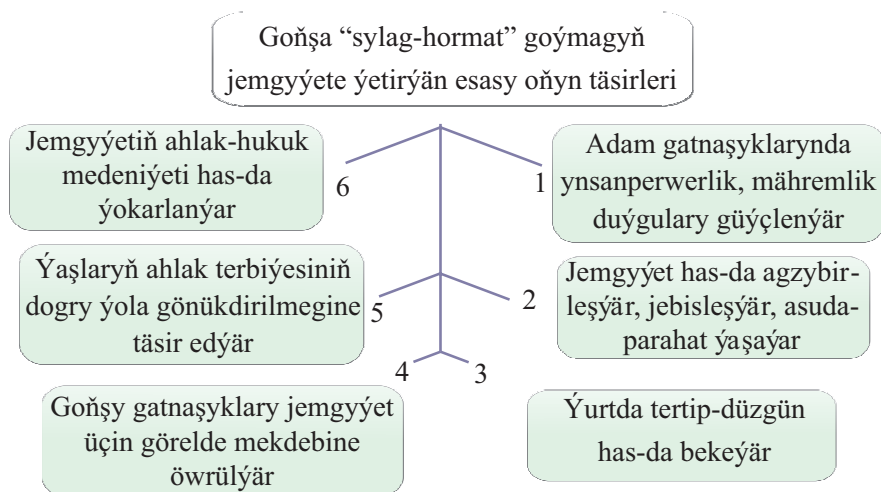 Goňşa “sylag-hormat” goýmagyň
jemgyýete ýetirýän esasy oňyn täsirleri
Adam gatnaşyklarynda
ynsanperwerlik, mähremlik
duýgulary güýçlenýär
1
Jemgyýet has-da agzybir-
leşýär, jebisleşýär, asuda-
parahat ýaşaýar
2
Ýurtda tertip-düzgün
has-da bekeýär
3
Goňşy gatnaşyklary jemgyýet
üçin görelde mekdebine
öwrülýär
4
Ýaşlaryň ahlak terbiýesiniň
dogry ýola gönükdirilmegine
täsir edýär
5
Jemgyýetiň ahlak-hukuk
medeniýeti has-da
ýokarlanýar
6